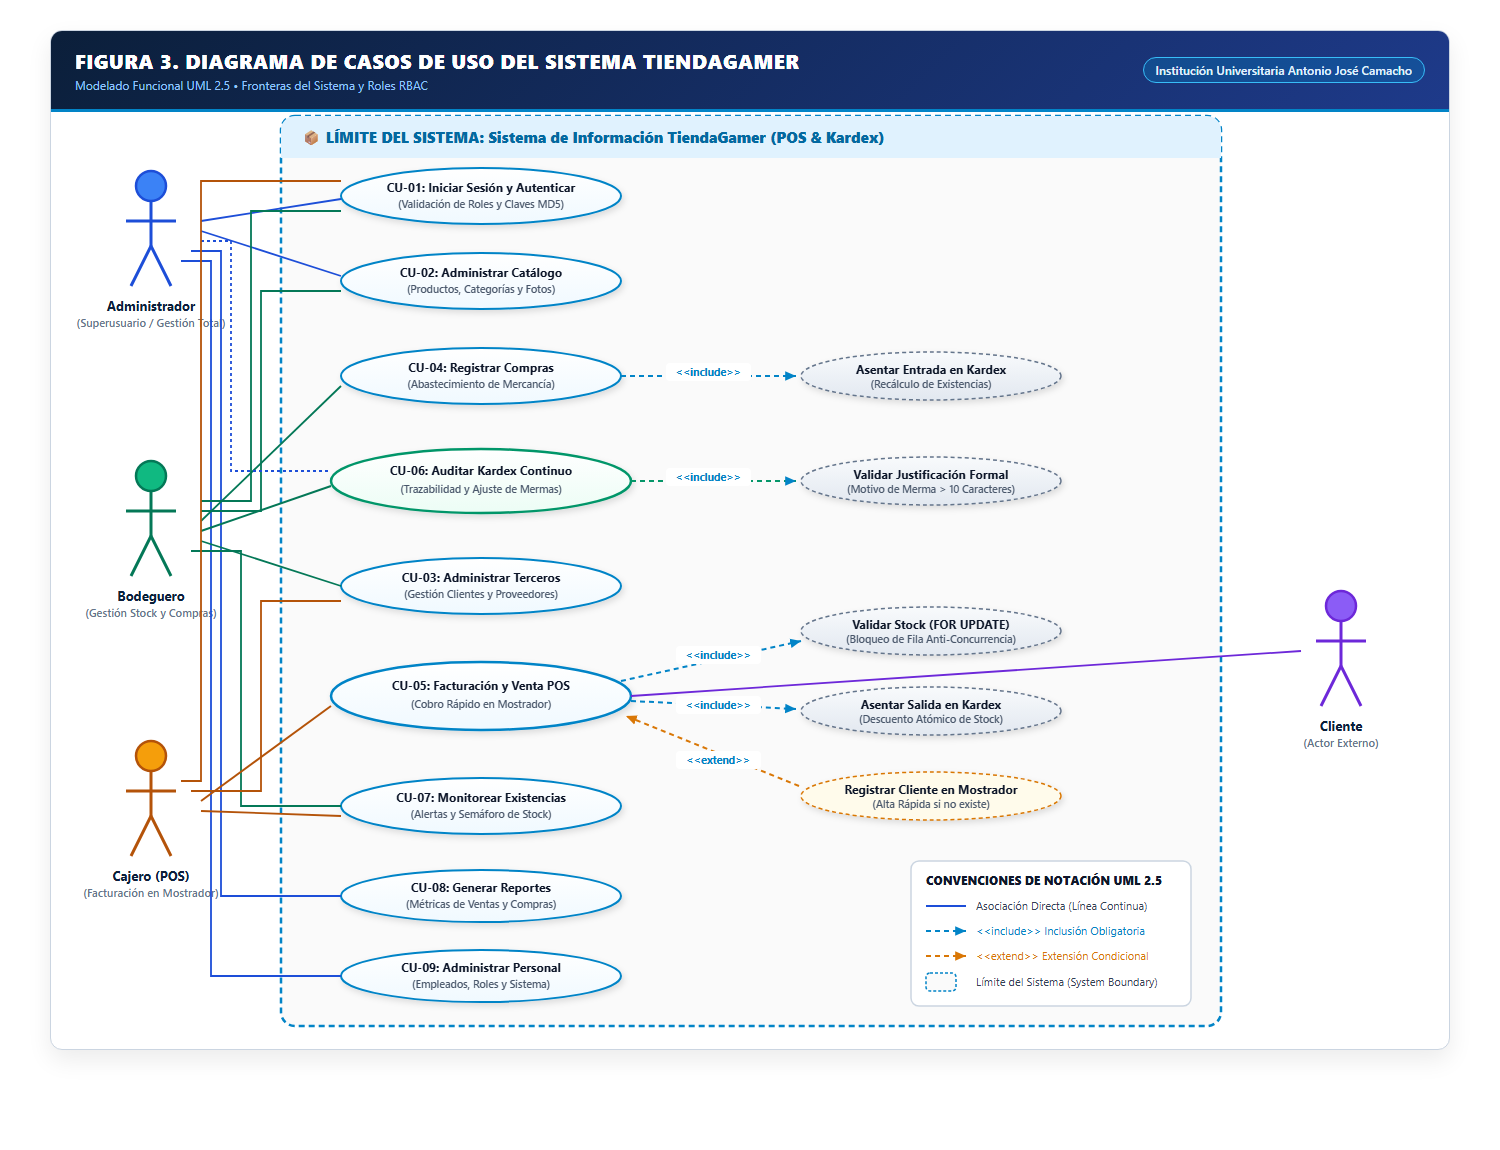 FIGURA 3. DIAGRAMA DE CASOS DE USO DEL SISTEMA TIENDAGAMER
Modelado Funcional UML 2.5 • Fronteras del Sistema y Roles RBAC
Institución Universitaria Antonio José Camacho
LÍMITE DEL SISTEMA: Sistema de Información TiendaGamer (POS & Kardex)
CU-01: Iniciar Sesión y Autenticar
(Validación de Roles y Claves MD5)
Administrador
(Superusuario / Gestión Total)
CU-02: Administrar Catálogo
(Productos, Categorías y Fotos)
CU-04: Registrar Compras
(Abastecimiento de Mercancía)
<<include>>
Asentar Entrada en Kardex
(Recálculo de Existencias)
CU-06: Auditar Kardex Continuo
(Trazabilidad y Ajuste de Mermas)
<<include>>
Validar Justificación Formal
(Motivo de Merma > 10 Caracteres)
Bodeguero
(Gestión Stock y Compras)
CU-03: Administrar Terceros
(Gestión Clientes y Proveedores)
Validar Stock (FOR UPDATE)
(Bloqueo de Fila Anti-Concurrencia)
<<include>>
CU-05: Facturación y Venta POS
(Cobro Rápido en Mostrador)
<<include>>
Asentar Salida en Kardex
(Descuento Atómico de Stock)
Cliente
(Actor Externo)
<<extend>>
Registrar Cliente en Mostrador
(Alta Rápida si no existe)
CU-07: Monitorear Existencias
(Alertas y Semáforo de Stock)
Cajero (POS)
(Facturación en Mostrador)
CU-08: Generar Reportes
(Métricas de Ventas y Compras)
CU-09: Administrar Personal
(Empleados, Roles y Sistema)
CONVENCIONES DE NOTACIÓN UML 2.5
Asociación Directa (Línea Continua)
<<include>> Inclusión Obligatoria
<<extend>> Extensión Condicional
Límite del Sistema (System Boundary)